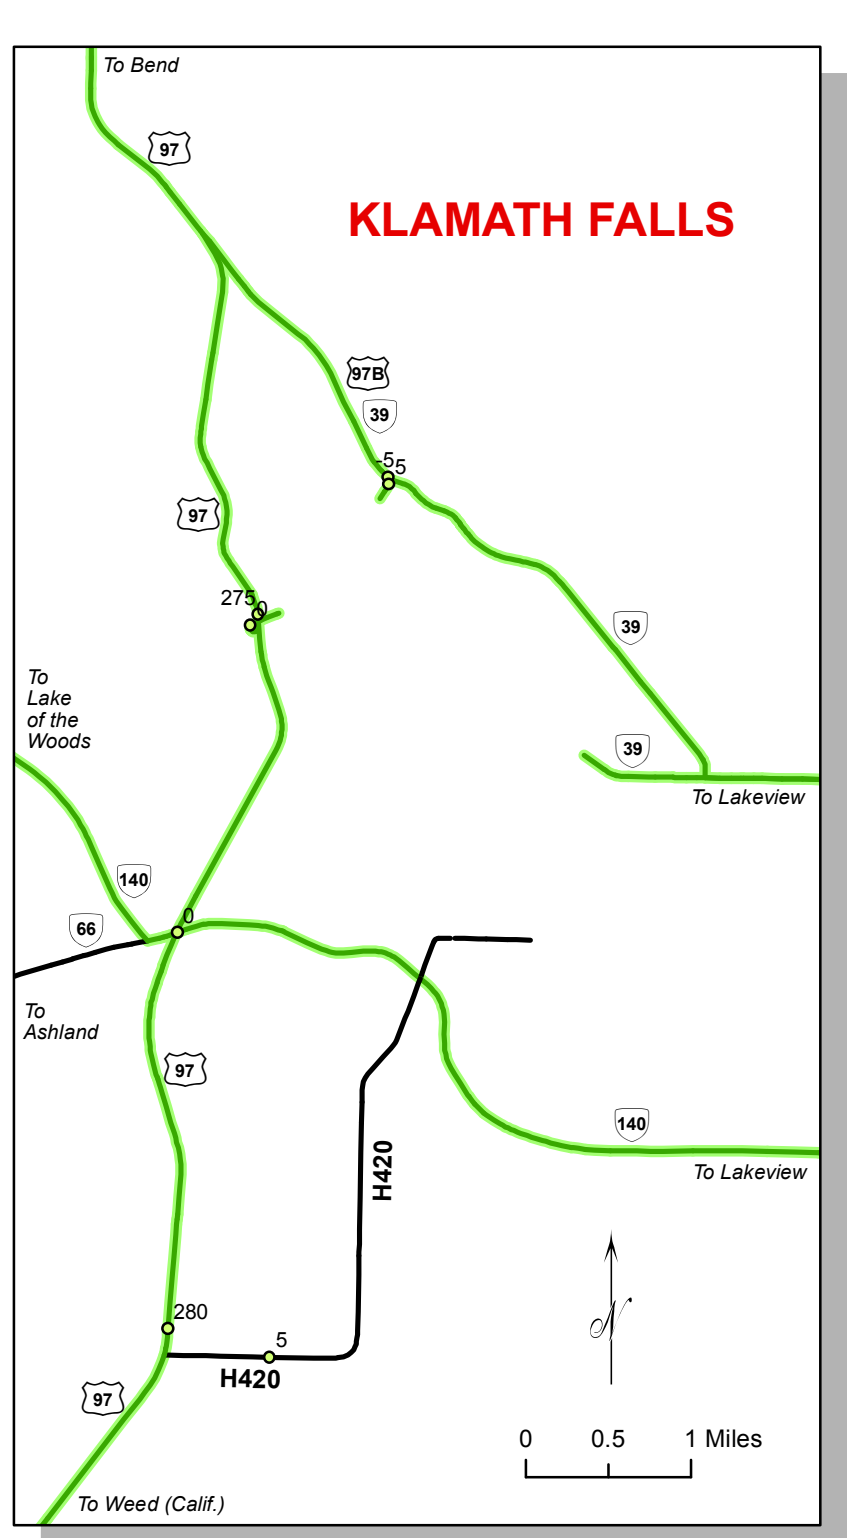 To Bend
97
KLAMATH FALLS
97B
39
-5
5
97
275
0
39
To
Lake
of the
Woods
39
To Lakeview
140
0
66
To
Ashland
97
140
H420
To Lakeview
N
280
5
H420
97
0 0.5 1 Miles
To Weed (Calif.)